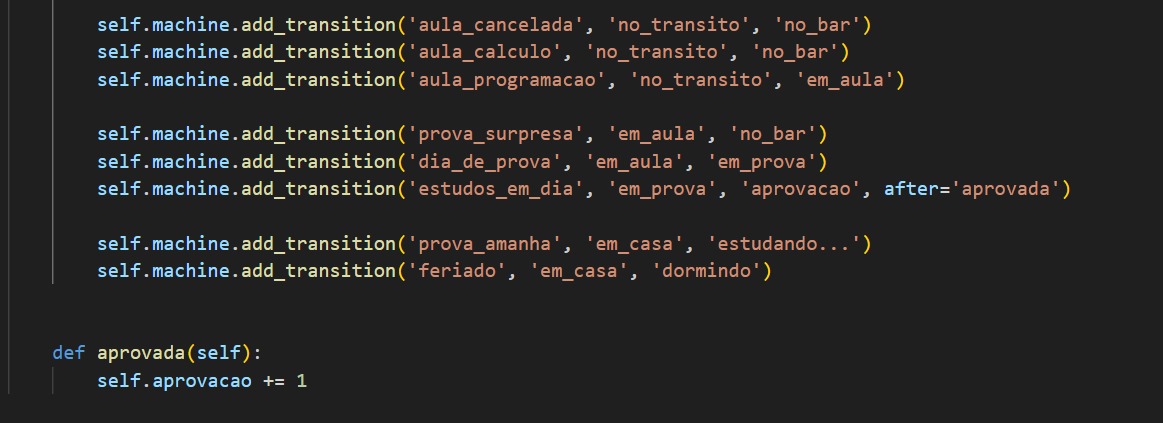 self.machine.add_transition('aula_cancelada', 'no_transito', 'no_bar')
self.machine.add_transition('aula_calculo', 'no_transito', 'no_bar')
self.machine.add_transition('aula_programacao', 'no_transito', 'em_aula')
self.machine.add_transition('prova_surpresa', 'em_aula', 'no_bar')
self.machine.add_transition('dia_de_prova', 'em_aula', 'em_prova')
self.machine.add_transition('estudos_em_dia', 'em_prova', 'aprovacao', after='aprovada')
self.machine.add_transition('prova_amanha', 'em_casa', 'estudando...')
self.machine.add_transition('feriado', 'em_casa', 'dormindo')
def aprovada(self):
self.aprovacao += 1